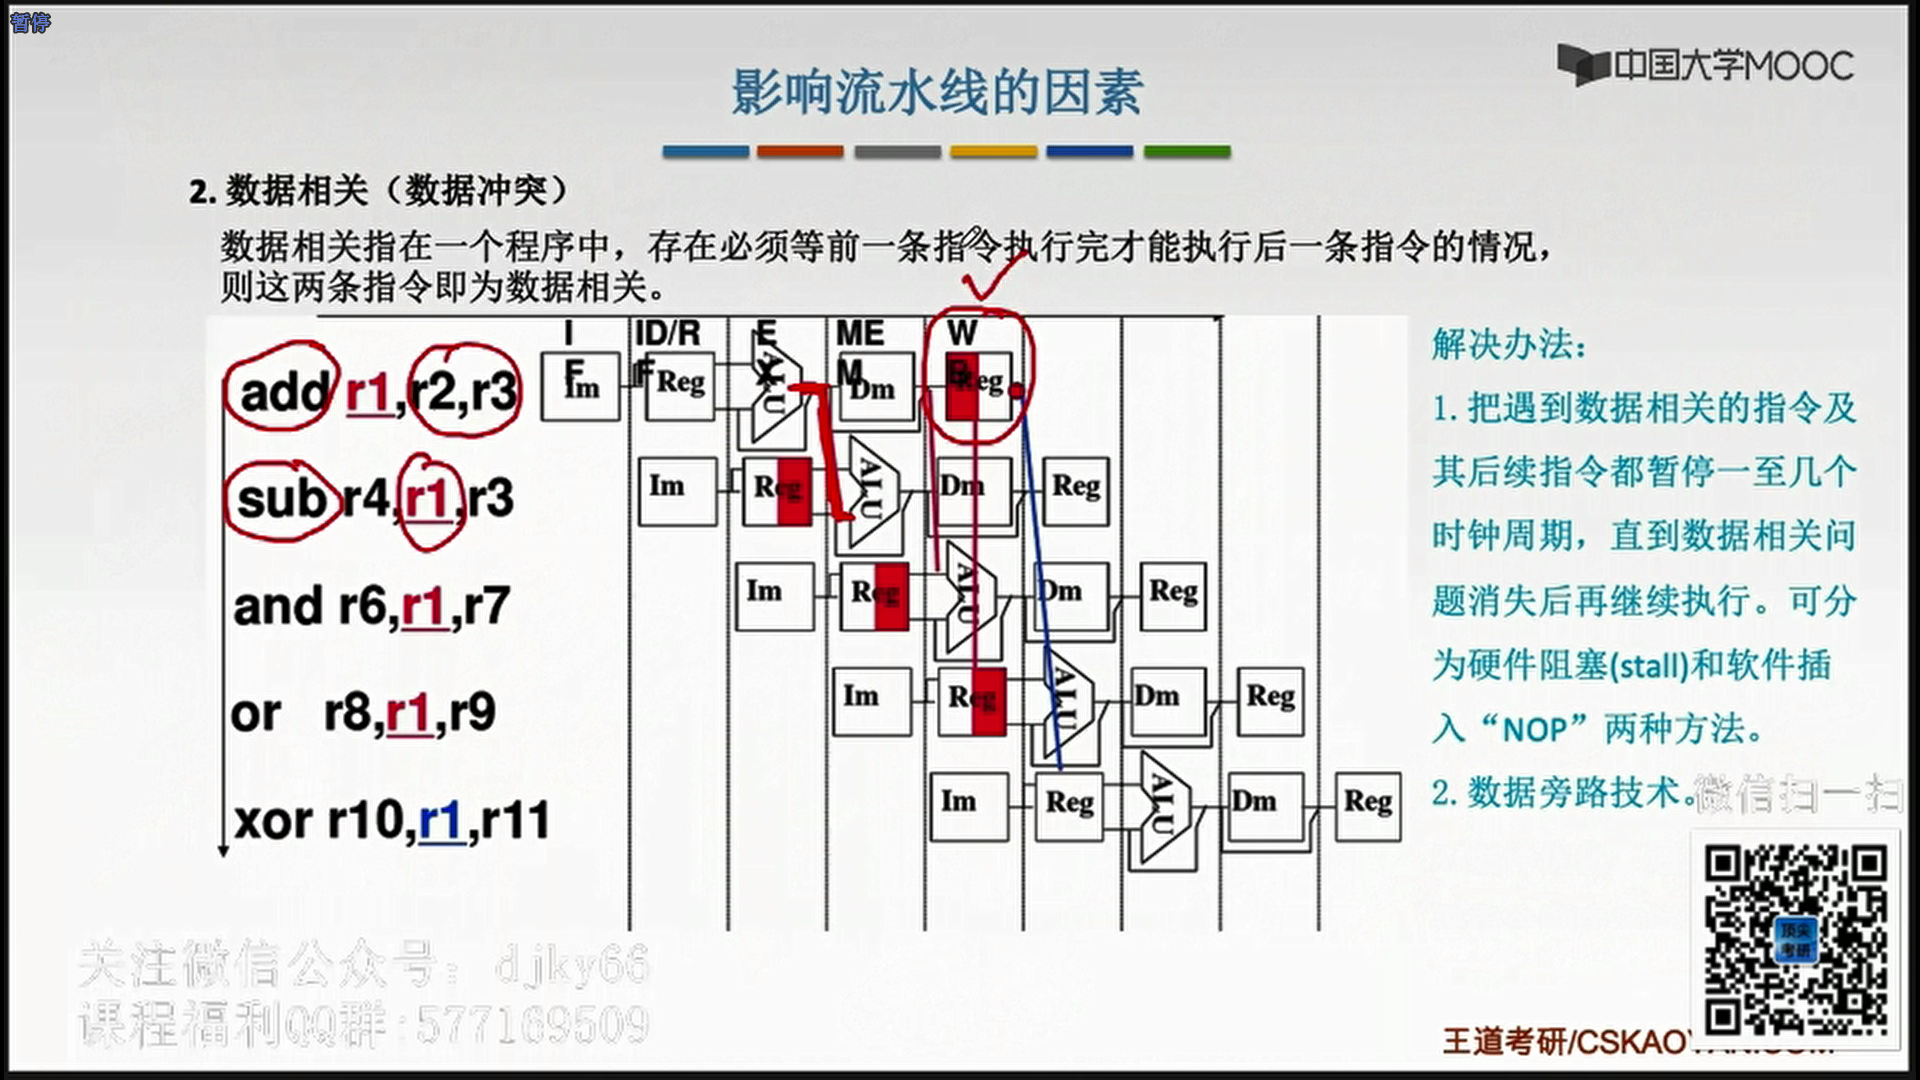 暂停
中国大学MOOC
影响流水线的因素
2. 数据相关（数据冲突）
数据相关指在一个程序中，存在必须等前一条指令执行完才能执行后一条指令的情况，
则这两条指令即为数据相关。
IF ID/RF EX MEM WB
add r1,r2,r3 Im Reg ALU Dm Reg
sub r4,r1,r3 Im Reg ALU Dm Reg
and r6,r1,r7 Im Reg ALU Dm Reg
or r8,r1,r9 Im Reg ALU Dm Reg
xor r10,r1,r11 Im Reg ALU Dm Reg
解决办法：
1. 把遇到数据相关的指令及
其后续指令都暂停一至几个
时钟周期，直到数据相关问
题消失后再继续执行。可分
为硬件阻塞(stall)和软件插
入“NOP”两种方法。
2. 数据旁路技术。
微信扫一扫
顶尖
考研
关注微信公众号：djky66
课程福利QQ群:577169509
王道考研/CSKAOYAN.COM